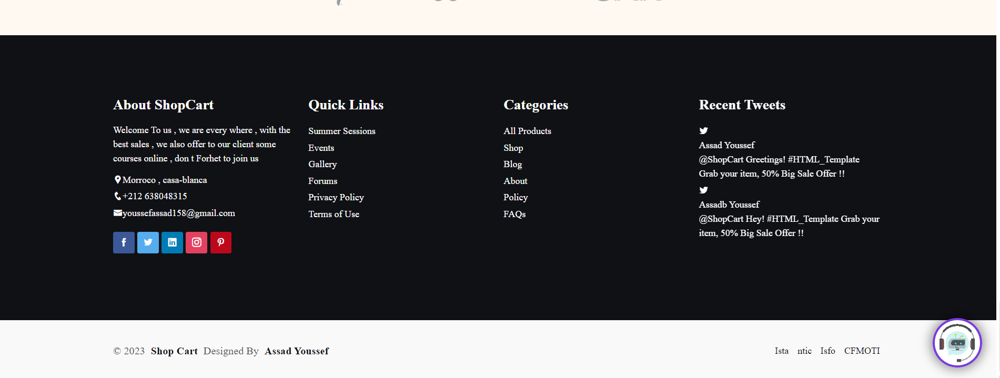 About ShopCart
Welcome To us , we are every where , with the
best sales , we also offer to our client some
courses online , don t Forhet to join us
Morroco , casa-blanca
+212 638048315
youssefassad158@gmail.com
Quick Links
Summer Sessions
Events
Gallery
Forums
Privacy Policy
Terms of Use
Categories
All Products
Shop
Blog
About
Policy
FAQs
Recent Tweets
Assad Youssef
@ShopCart Greetings! #HTML_Template
Grab your item, 50% Big Sale Offer !!
Assadb Youssef
@ShopCart Hey! #HTML_Template Grab your
item, 50% Big Sale Offer !!
© 2023 Shop Cart Designed By Assad Youssef
Ista ntic Isfo CFMOTI